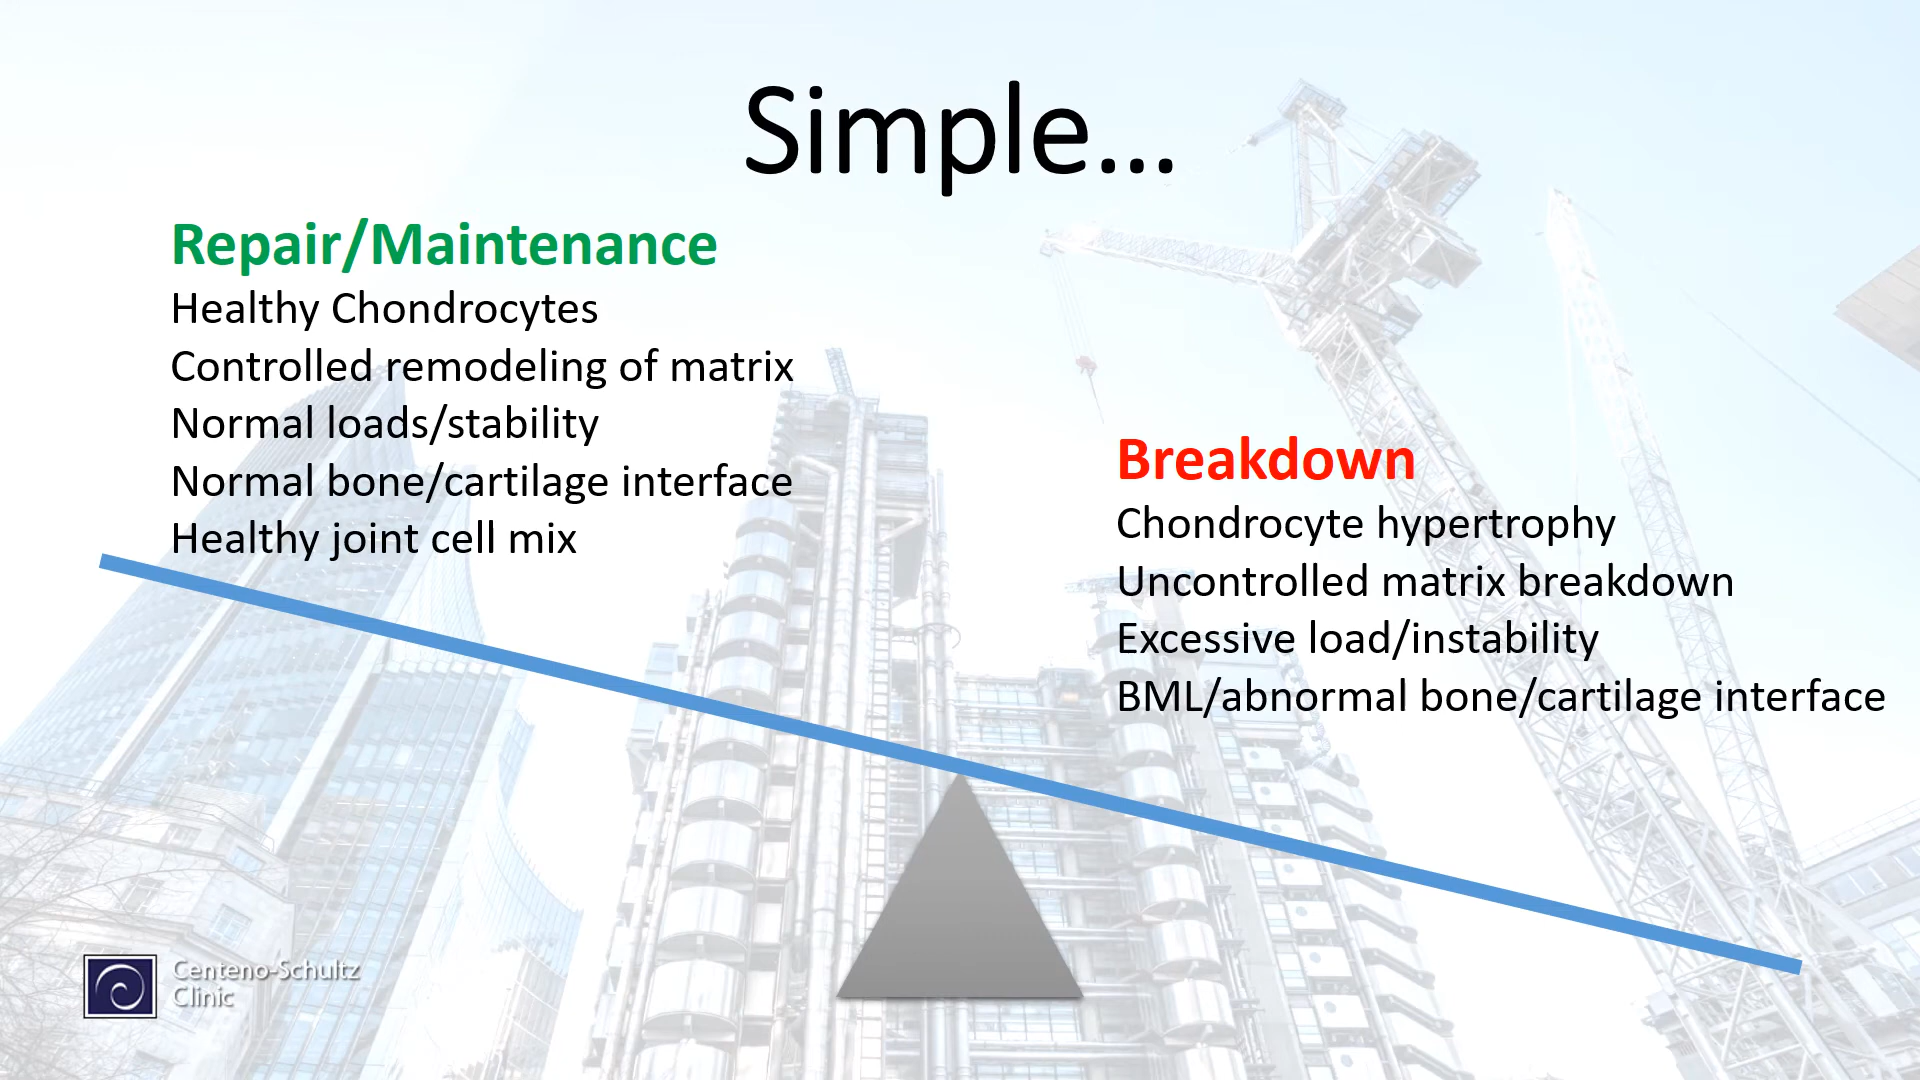 Simple…
Repair/Maintenance
Healthy Chondrocytes
Controlled remodeling of matrix
Normal loads/stability
Normal bone/cartilage interface
Healthy joint cell mix
Breakdown
Chondrocyte hypertrophy
Uncontrolled matrix breakdown
Excessive load/instability
BML/abnormal bone/cartilage interface
Centeno-Schultz
Clinic